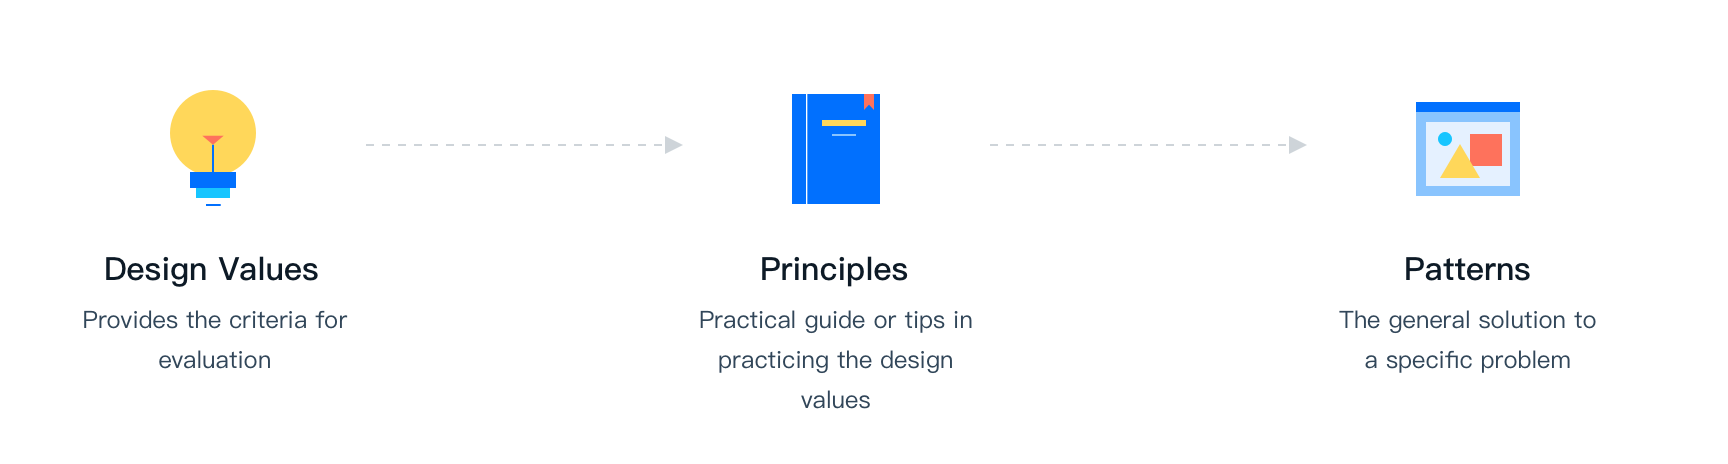 Design Values
Provides the criteria for
evaluation
Principles
Practical guide or tips in
practicing the design
values
Patterns
The general solution to
a specific problem